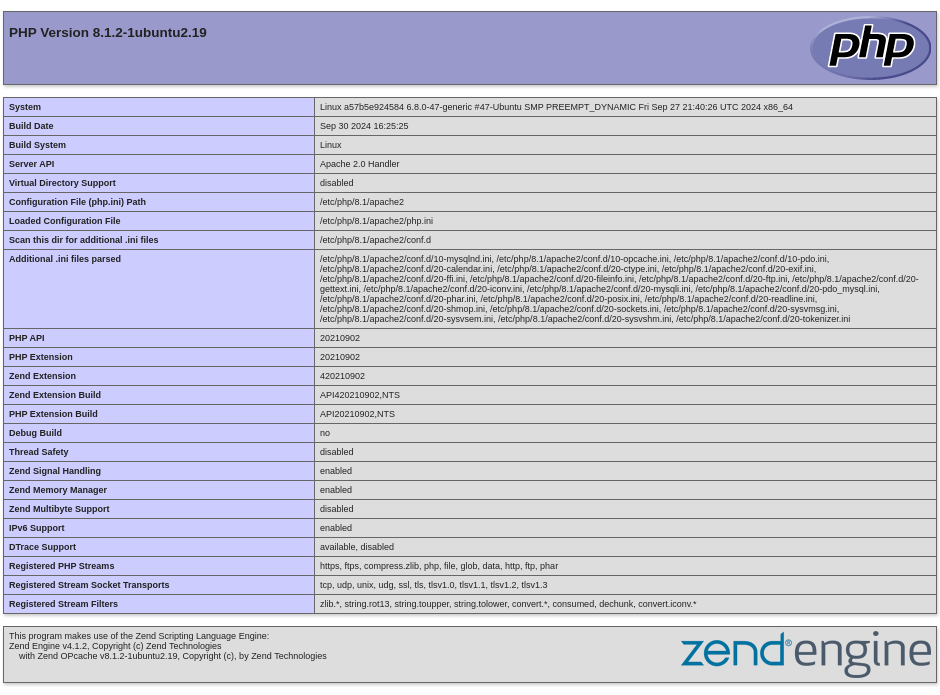 PHP Version 8.1.2-1ubuntu2.19
php
System Linux a57b5e924584 6.8.0-47-generic #47-Ubuntu SMP PREEMPT_DYNAMIC Fri Sep 27 21:40:26 UTC 2024 x86_64
Build Date Sep 30 2024 16:25:25
Build System Linux
Server API Apache 2.0 Handler
Virtual Directory Support disabled
Configuration File (php.ini) Path /etc/php/8.1/apache2
Loaded Configuration File /etc/php/8.1/apache2/php.ini
Scan this dir for additional .ini files /etc/php/8.1/apache2/conf.d
Additional .ini files parsed /etc/php/8.1/apache2/conf.d/10-mysqlnd.ini, /etc/php/8.1/apache2/conf.d/10-opcache.ini, /etc/php/8.1/apache2/conf.d/10-pdo.ini,
/etc/php/8.1/apache2/conf.d/20-calendar.ini, /etc/php/8.1/apache2/conf.d/20-ctype.ini, /etc/php/8.1/apache2/conf.d/20-exif.ini,
/etc/php/8.1/apache2/conf.d/20-ffi.ini, /etc/php/8.1/apache2/conf.d/20-fileinfo.ini, /etc/php/8.1/apache2/conf.d/20-ftp.ini, /etc/php/8.1/apache2/conf.d/20-
gettext.ini, /etc/php/8.1/apache2/conf.d/20-iconv.ini, /etc/php/8.1/apache2/conf.d/20-mysqli.ini, /etc/php/8.1/apache2/conf.d/20-pdo_mysql.ini,
/etc/php/8.1/apache2/conf.d/20-phar.ini, /etc/php/8.1/apache2/conf.d/20-posix.ini, /etc/php/8.1/apache2/conf.d/20-readline.ini,
/etc/php/8.1/apache2/conf.d/20-shmop.ini, /etc/php/8.1/apache2/conf.d/20-sockets.ini, /etc/php/8.1/apache2/conf.d/20-sysvmsg.ini,
/etc/php/8.1/apache2/conf.d/20-sysvsem.ini, /etc/php/8.1/apache2/conf.d/20-sysvshm.ini, /etc/php/8.1/apache2/conf.d/20-tokenizer.ini
PHP API 20210902
PHP Extension 20210902
Zend Extension 420210902
Zend Extension Build API420210902,NTS
PHP Extension Build API20210902,NTS
Debug Build no
Thread Safety disabled
Zend Signal Handling enabled
Zend Memory Manager enabled
Zend Multibyte Support disabled
IPv6 Support enabled
DTrace Support available, disabled
Registered PHP Streams https, ftps, compress.zlib, php, file, glob, data, http, ftp, phar
Registered Stream Socket Transports tcp, udp, unix, udg, ssl, tls, tlsv1.0, tlsv1.1, tlsv1.2, tlsv1.3
Registered Stream Filters zlib.*, string.rot13, string.toupper, string.tolower, convert.*, consumed, dechunk, convert.iconv.*
This program makes use of the Zend Scripting Language Engine:
Zend Engine v4.1.2, Copyright (c) Zend Technologies
with Zend OPcache v8.1.2-1ubuntu2.19, Copyright (c), by Zend Technologies
zend®engine